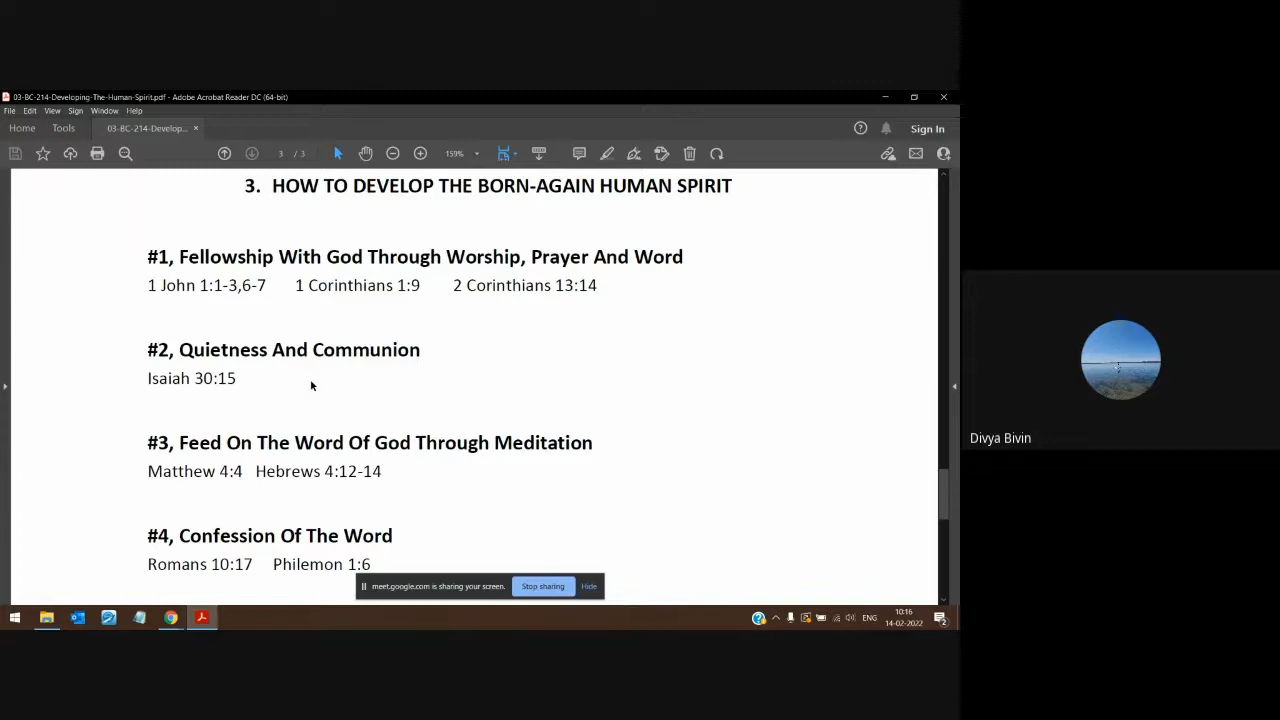 03-BC-214-Developing-The-Human-Spirit.pdf - Adobe Acrobat Reader DC (64-bit)
File Edit View Sign Window Help
Home Tools 03-BC-214-Develop... ×
Sign In
3 / 3 159%
3. HOW TO DEVELOP THE BORN-AGAIN HUMAN SPIRIT
#1, Fellowship With God Through Worship, Prayer And Word
1 John 1:1-3,6-7 1 Corinthians 1:9 2 Corinthians 13:14
#2, Quietness And Communion
Isaiah 30:15
#3, Feed On The Word Of God Through Meditation
Matthew 4:4 Hebrews 4:12-14
#4, Confession Of The Word
Romans 10:17 Philemon 1:6
meet.google.com is sharing your screen. Stop sharing Hide
ENG
10:16
14-02-2022
2
Divya Bivin